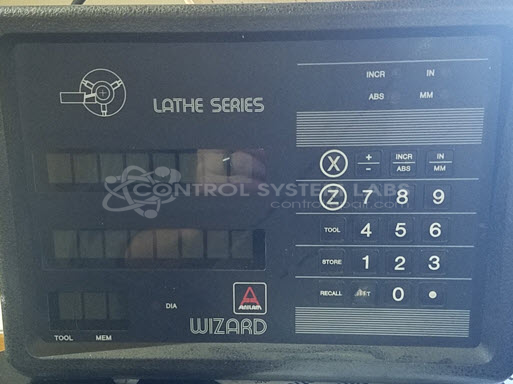 INCR IN
ABS MM
LATHE SERIES
X + - INCR ABS IN MM
CONTROL SYSTEM LABS
Z 7 8 9
TOOL 4 5 6
STORE 1 2 3
RECALL 0 .
DIA
ANILAM
WIZARD
TOOL MEM